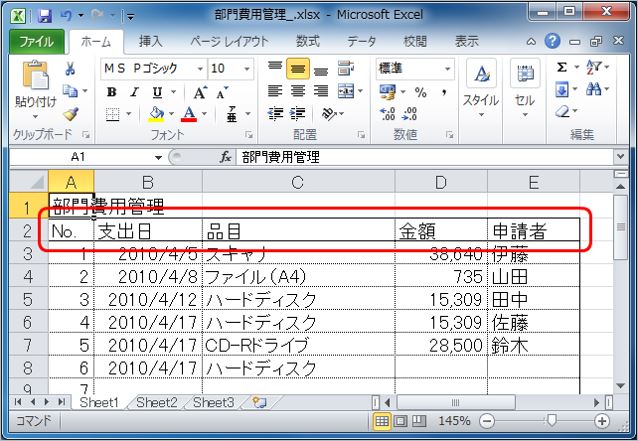 部門費用管理_.xlsx - Microsoft Excel
ファイル ホーム 挿入 ページ レイアウト 数式 データ 校閲 表示
貼り付け ＭＳ Ｐゴシック 10 標準 スタイル セル
B I U A A
A ア亜 % ,
クリップボード フォント 配置 数値 編集
A1 fx 部門費用管理
A B C D E
1 部門費用管理
2 No. 支出日 品目 金額 申請者
3 1 2010/4/5 スキャナ 38,640 伊藤
4 2 2010/4/8 ファイル（A4） 735 山田
5 3 2010/4/12 ハードディスク 15,309 田中
6 4 2010/4/17 ハードディスク 15,309 佐藤
7 5 2010/4/17 CD-Rドライブ 28,500 鈴木
8 6 2010/4/17 ハードディスク
9 7
Sheet1 Sheet2 Sheet3
コマンド 145%